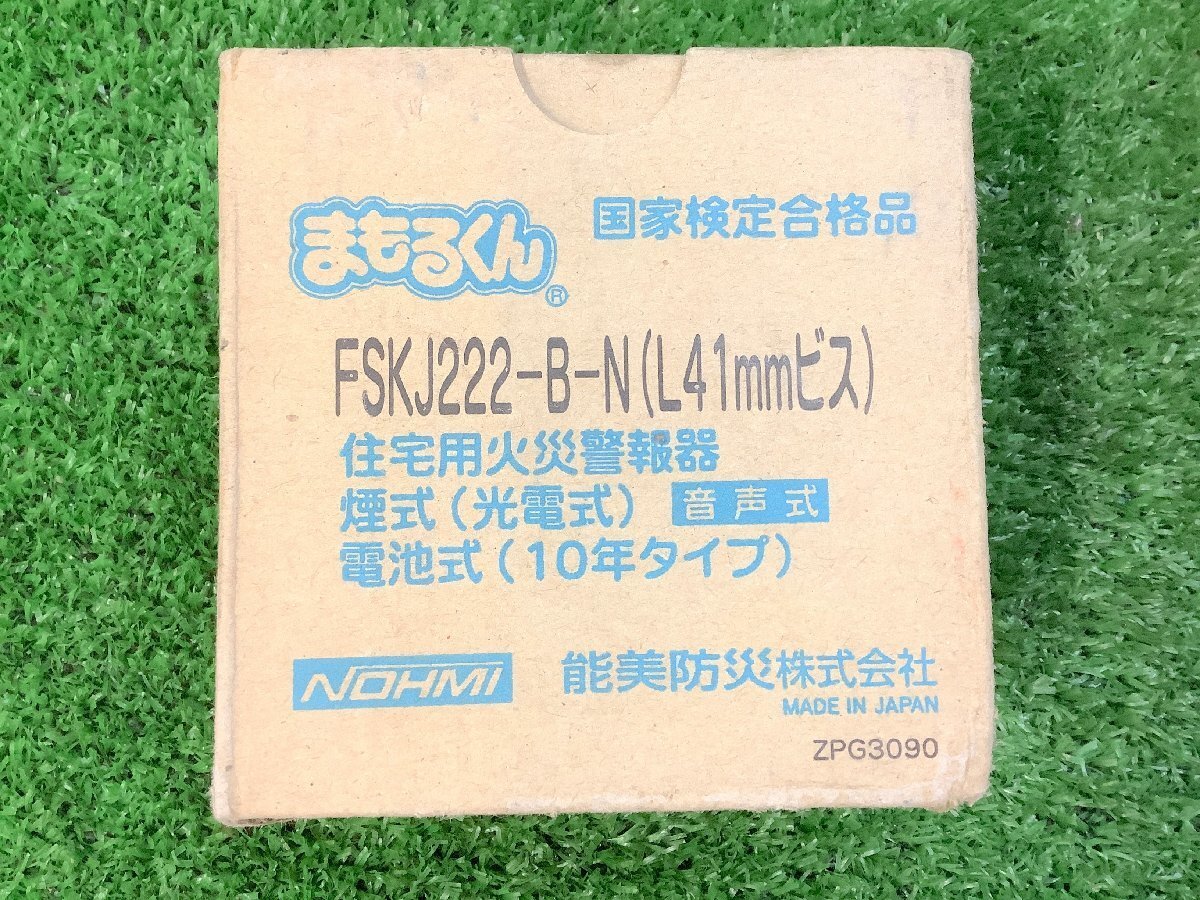 まもるくん® 国家検定合格品
FSKJ222-B-N(L41mmビス)
住宅用火災警報器
煙式(光電式) 音声式
電池式(10年タイプ)
NOHMI 能美防災株式会社
MADE IN JAPAN
ZPG3090